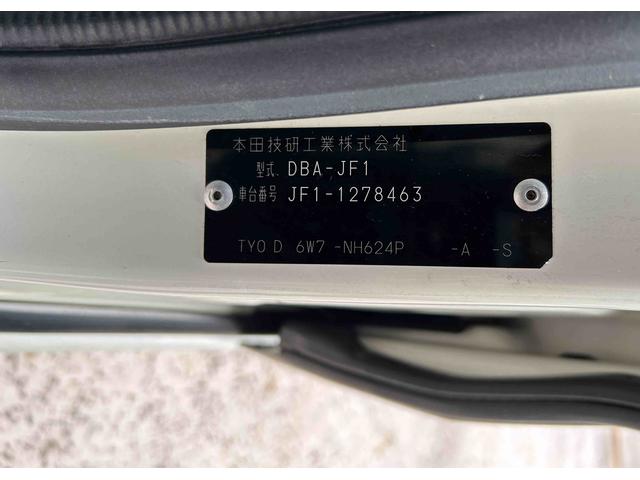 本田技研工業株式会社
型式 DBA-JF1
車台番号 JF1-1278463
TY0 D 6W7 -NH624P -A -S